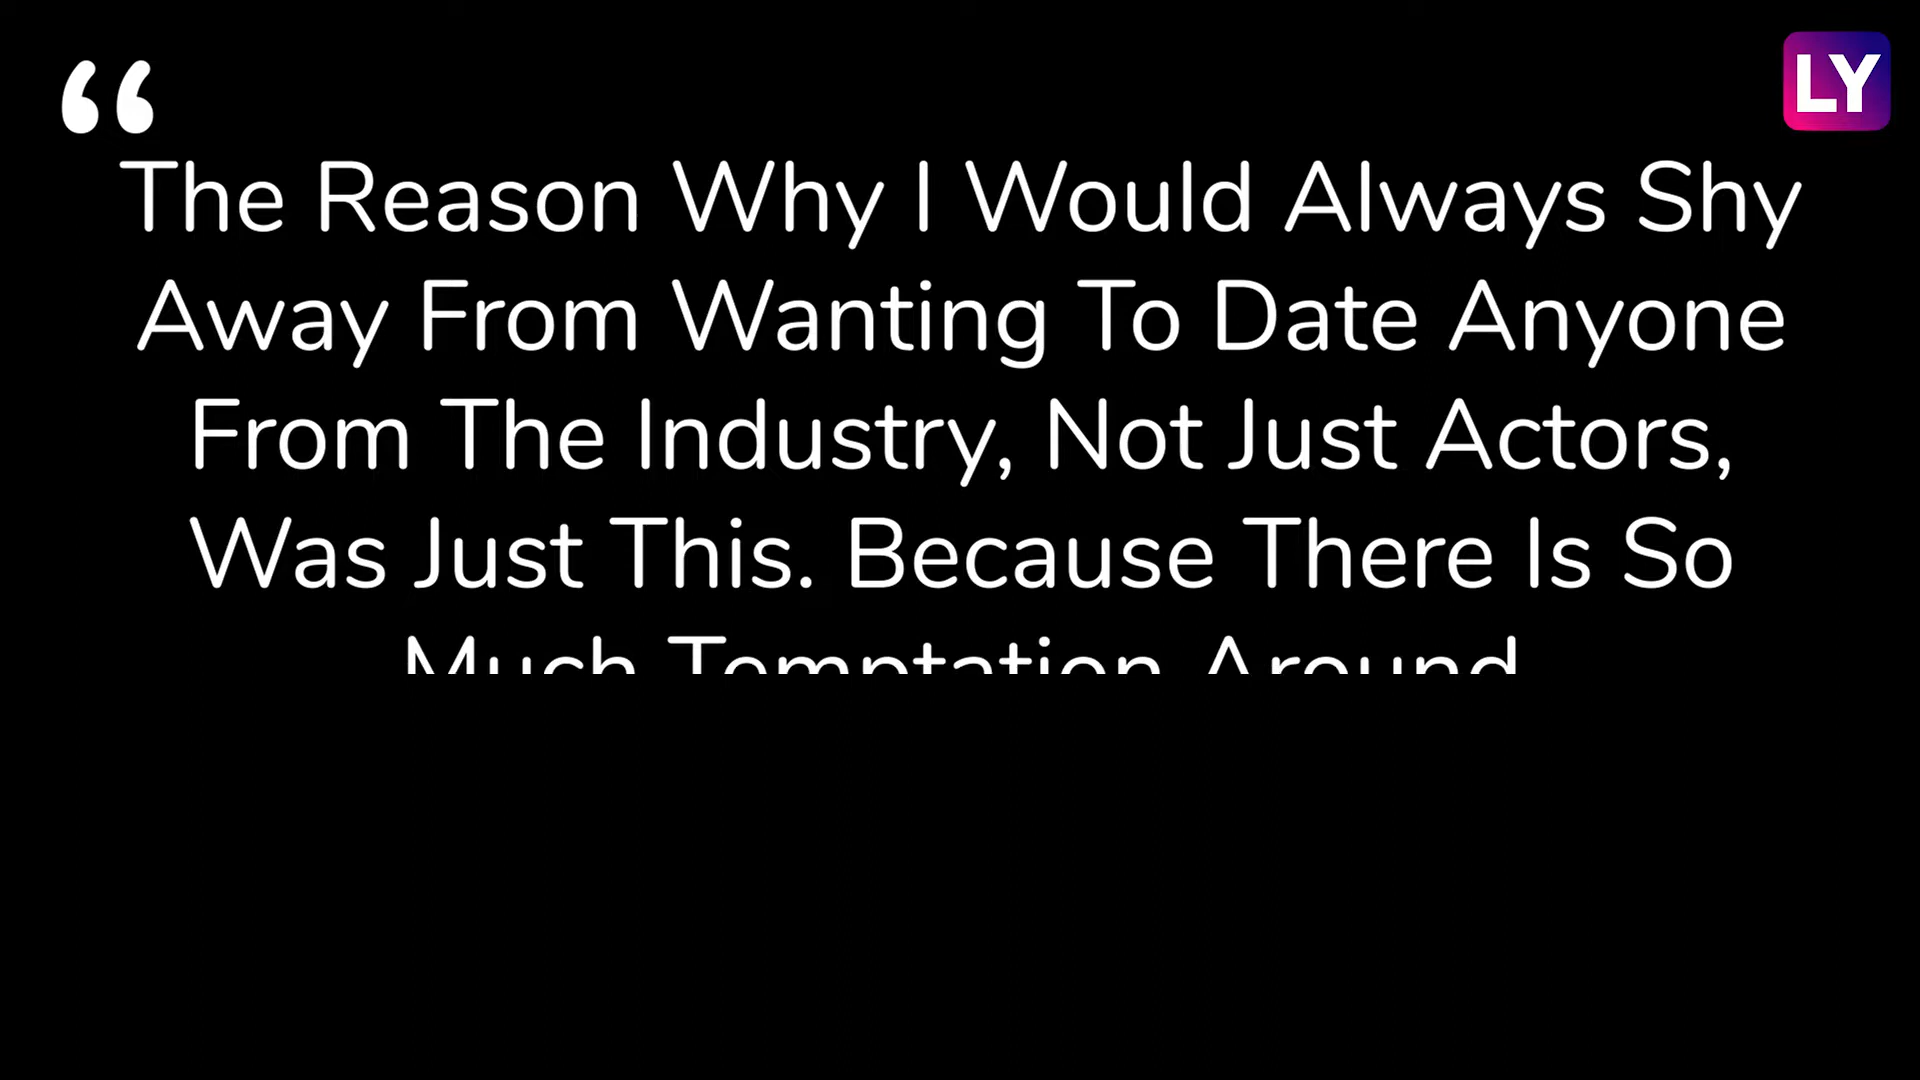 “
LY
The Reason Why I Would Always Shy
Away From Wanting To Date Anyone
From The Industry, Not Just Actors,
Was Just This. Because There Is So
Much Temptation Around